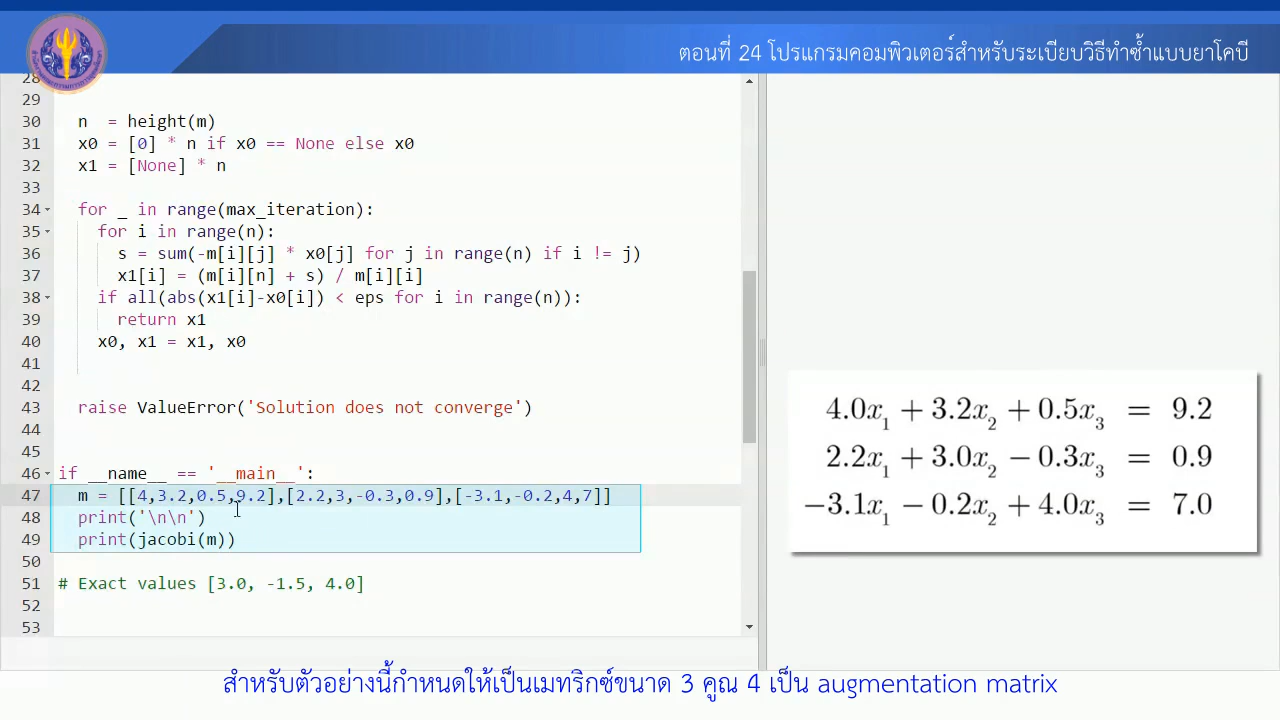 ตอนที่ 24 โปรแกรมคอมพิวเตอร์สำหรับระเบียบวิธีทำซ้ำแบบยาโคบี
28
29
30 n  = height(m)
31 x0 = [0] * n if x0 == None else x0
32 x1 = [None] * n
33
34 for _ in range(max_iteration):
35 for i in range(n):
36 s = sum(-m[i][j] * x0[j] for j in range(n) if i != j)
37 x1[i] = (m[i][n] + s) / m[i][i]
38 if all(abs(x1[i]-x0[i]) < eps for i in range(n)):
39 return x1
40 x0, x1 = x1, x0
41
42
43 raise ValueError('Solution does not converge')
44
45
46 if __name__ == '__main__':
47 m = [[4,3.2,0.5,9.2],[2.2,3,-0.3,0.9],[-3.1,-0.2,4,7]]
48 print('\n\n')
49 print(jacobi(m))
50
51 # Exact values [3.0, -1.5, 4.0]
52
53
4.0x₁ + 3.2x₂ + 0.5x₃ = 9.2
2.2x₁ + 3.0x₂ − 0.3x₃ = 0.9
−3.1x₁ − 0.2x₂ + 4.0x₃ = 7.0
สำหรับตัวอย่างนี้กำหนดให้เป็นเมทริกซ์ขนาด 3 คูณ 4 เป็น augmentation matrix